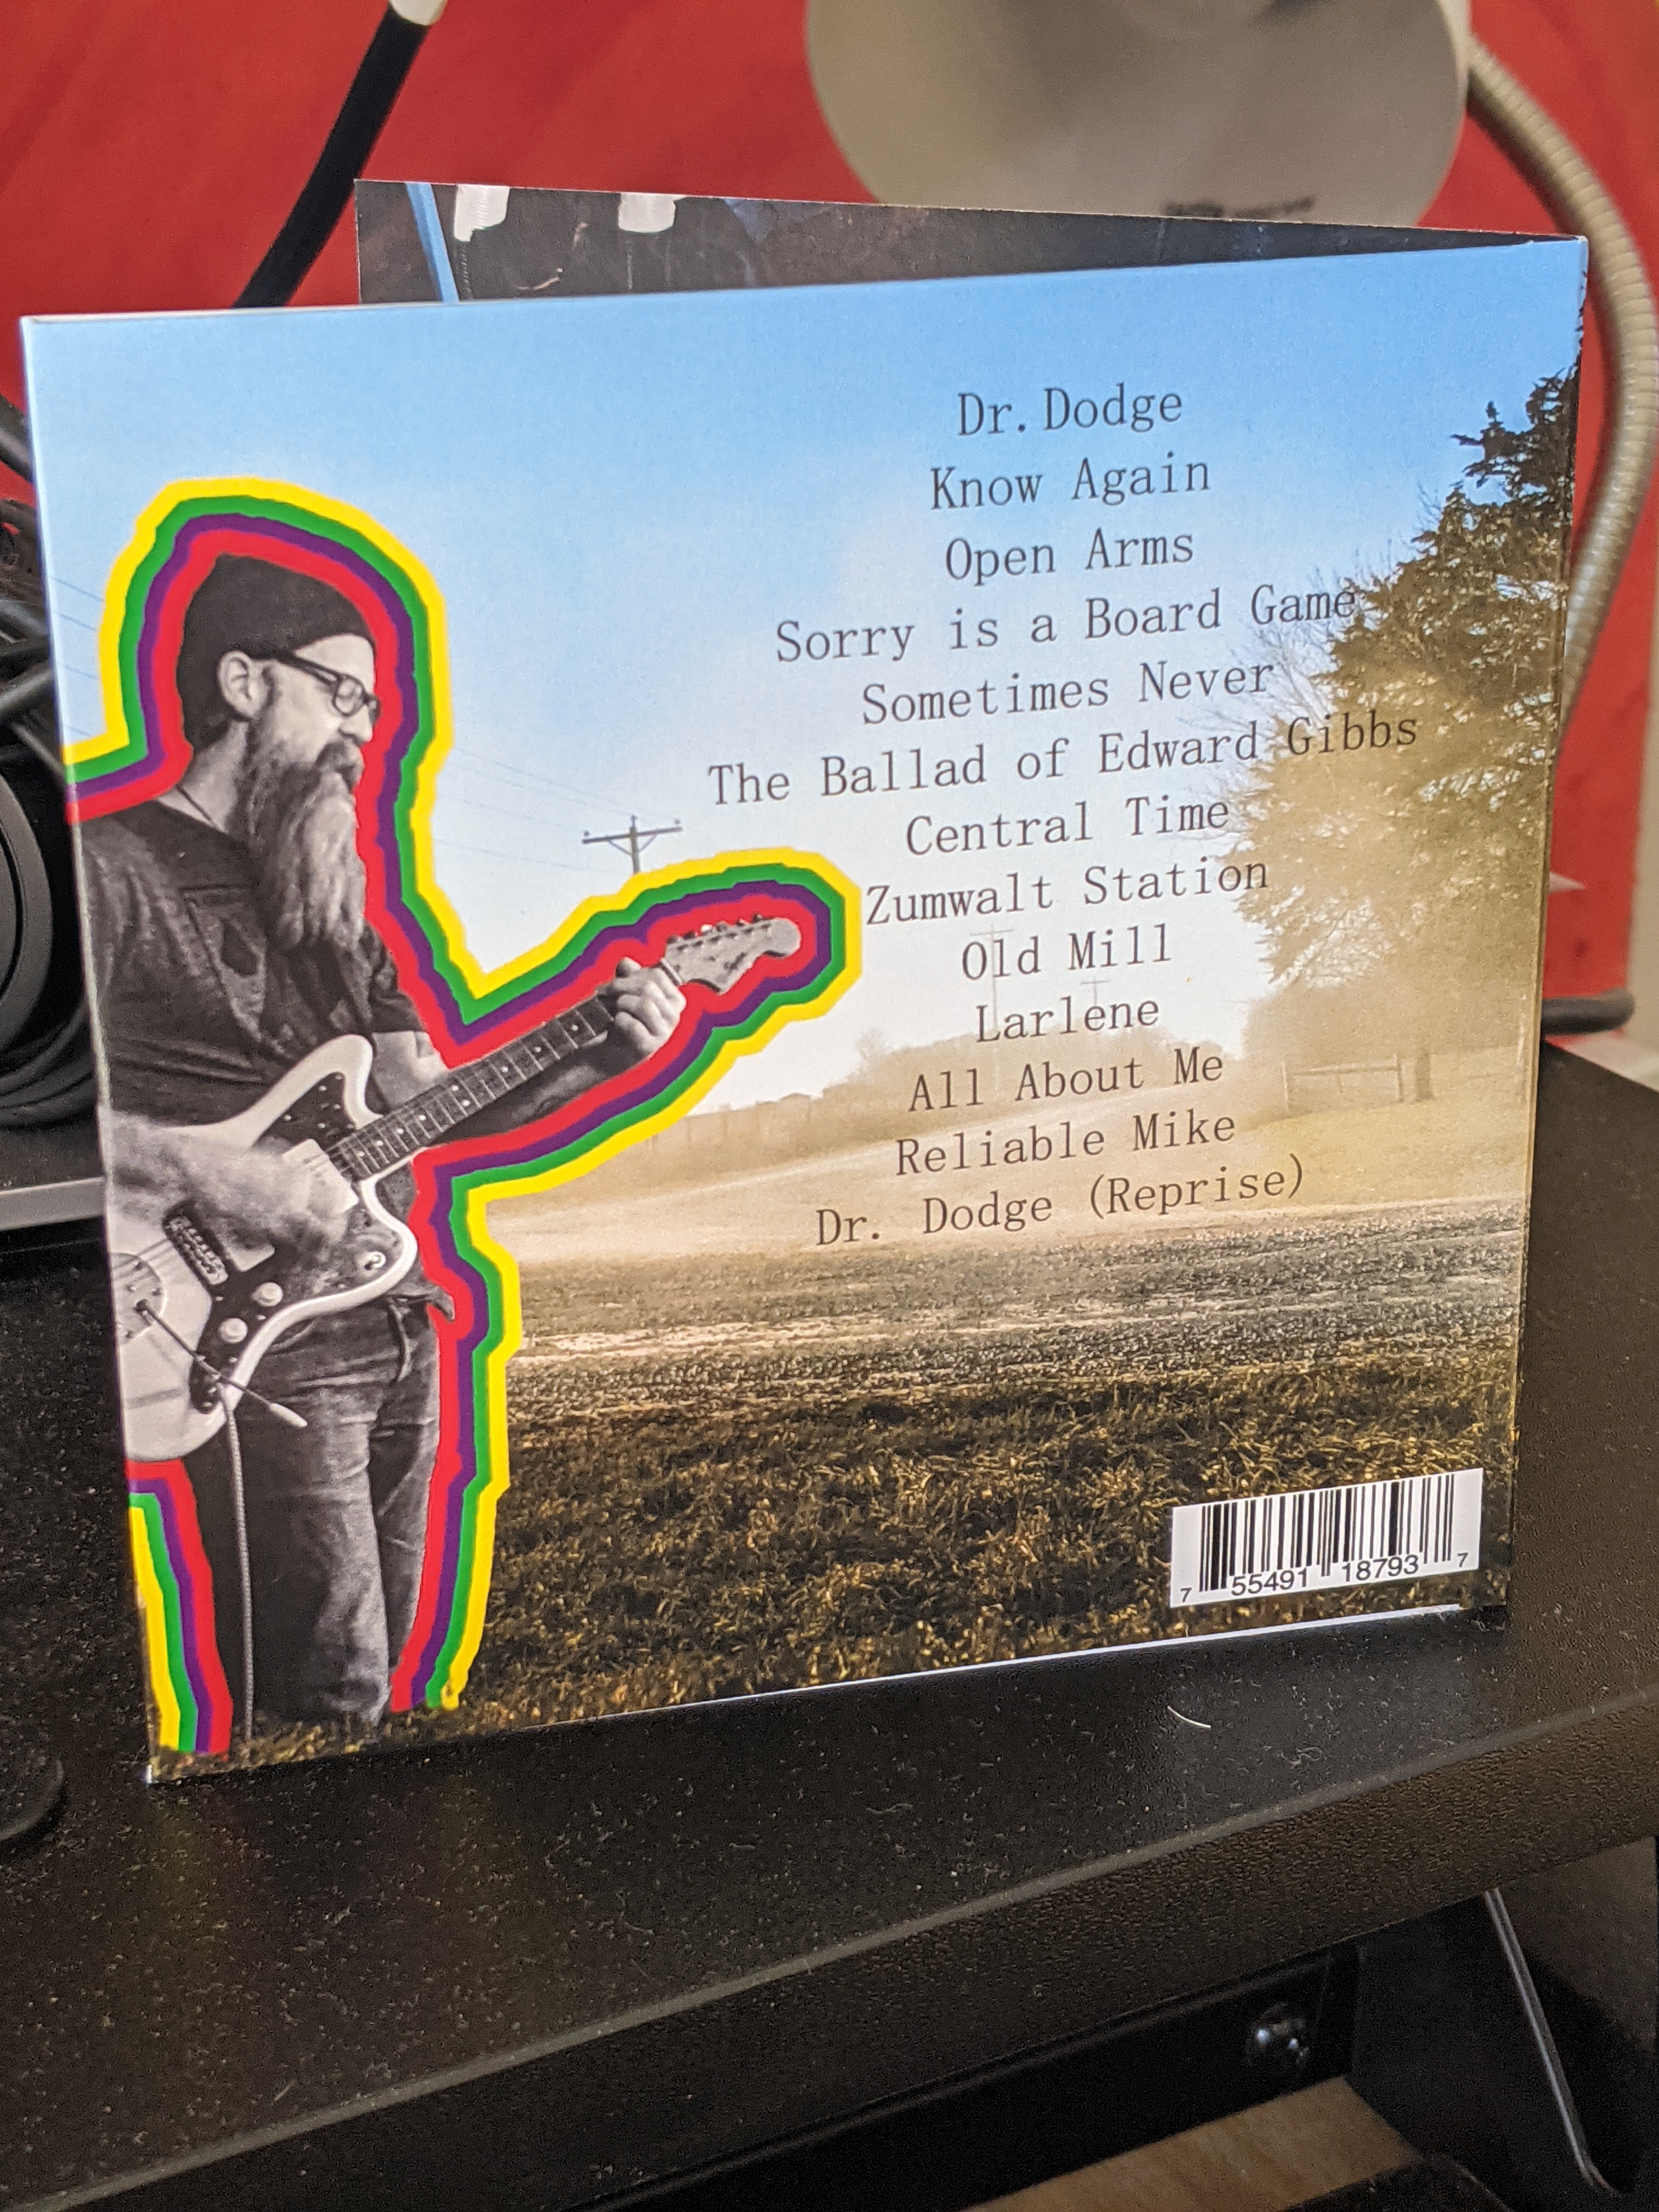 Dr. Dodge
Know Again
Open Arms
Sorry is a Board Game
Sometimes Never
The Ballad of Edward Gibbs
Central Time
Zumwalt Station
Old Mill
Larlene
All About Me
Reliable Mike
Dr. Dodge (Reprise)
7 55491 18793 7